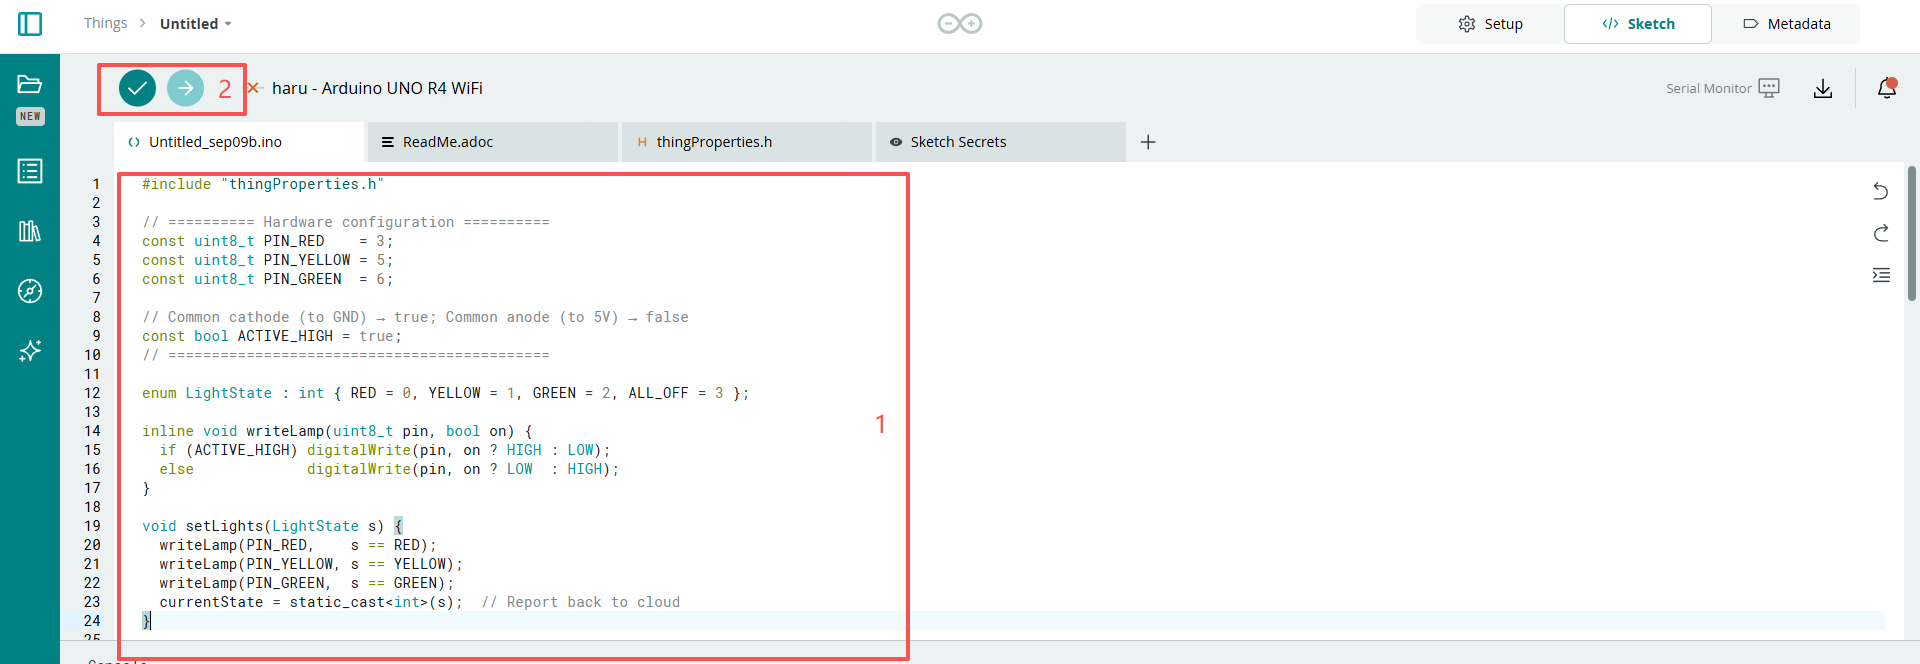 Things > Untitled
Setup
</> Sketch
Metadata
NEW
2
haru - Arduino UNO R4 WiFi
Serial Monitor
Untitled_sep09b.ino
ReadMe.adoc
H thingProperties.h
Sketch Secrets
+
1 #include "thingProperties.h"
2
3 // ========== Hardware configuration ==========
4 const uint8_t PIN_RED    = 3;
5 const uint8_t PIN_YELLOW = 5;
6 const uint8_t PIN_GREEN  = 6;
7
8 // Common cathode (to GND) → true; Common anode (to 5V) → false
9 const bool ACTIVE_HIGH = true;
10 // ============================================
11
12 enum LightState : int { RED = 0, YELLOW = 1, GREEN = 2, ALL_OFF = 3 };
13
14 inline void writeLamp(uint8_t pin, bool on) {
15   if (ACTIVE_HIGH) digitalWrite(pin, on ? HIGH : LOW);
16   else             digitalWrite(pin, on ? LOW  : HIGH);
17 }
18
19 void setLights(LightState s) {
20   writeLamp(PIN_RED,    s == RED);
21   writeLamp(PIN_YELLOW, s == YELLOW);
22   writeLamp(PIN_GREEN,  s == GREEN);
23   currentState = static_cast<int>(s);  // Report back to cloud
24 }
25
1
Console